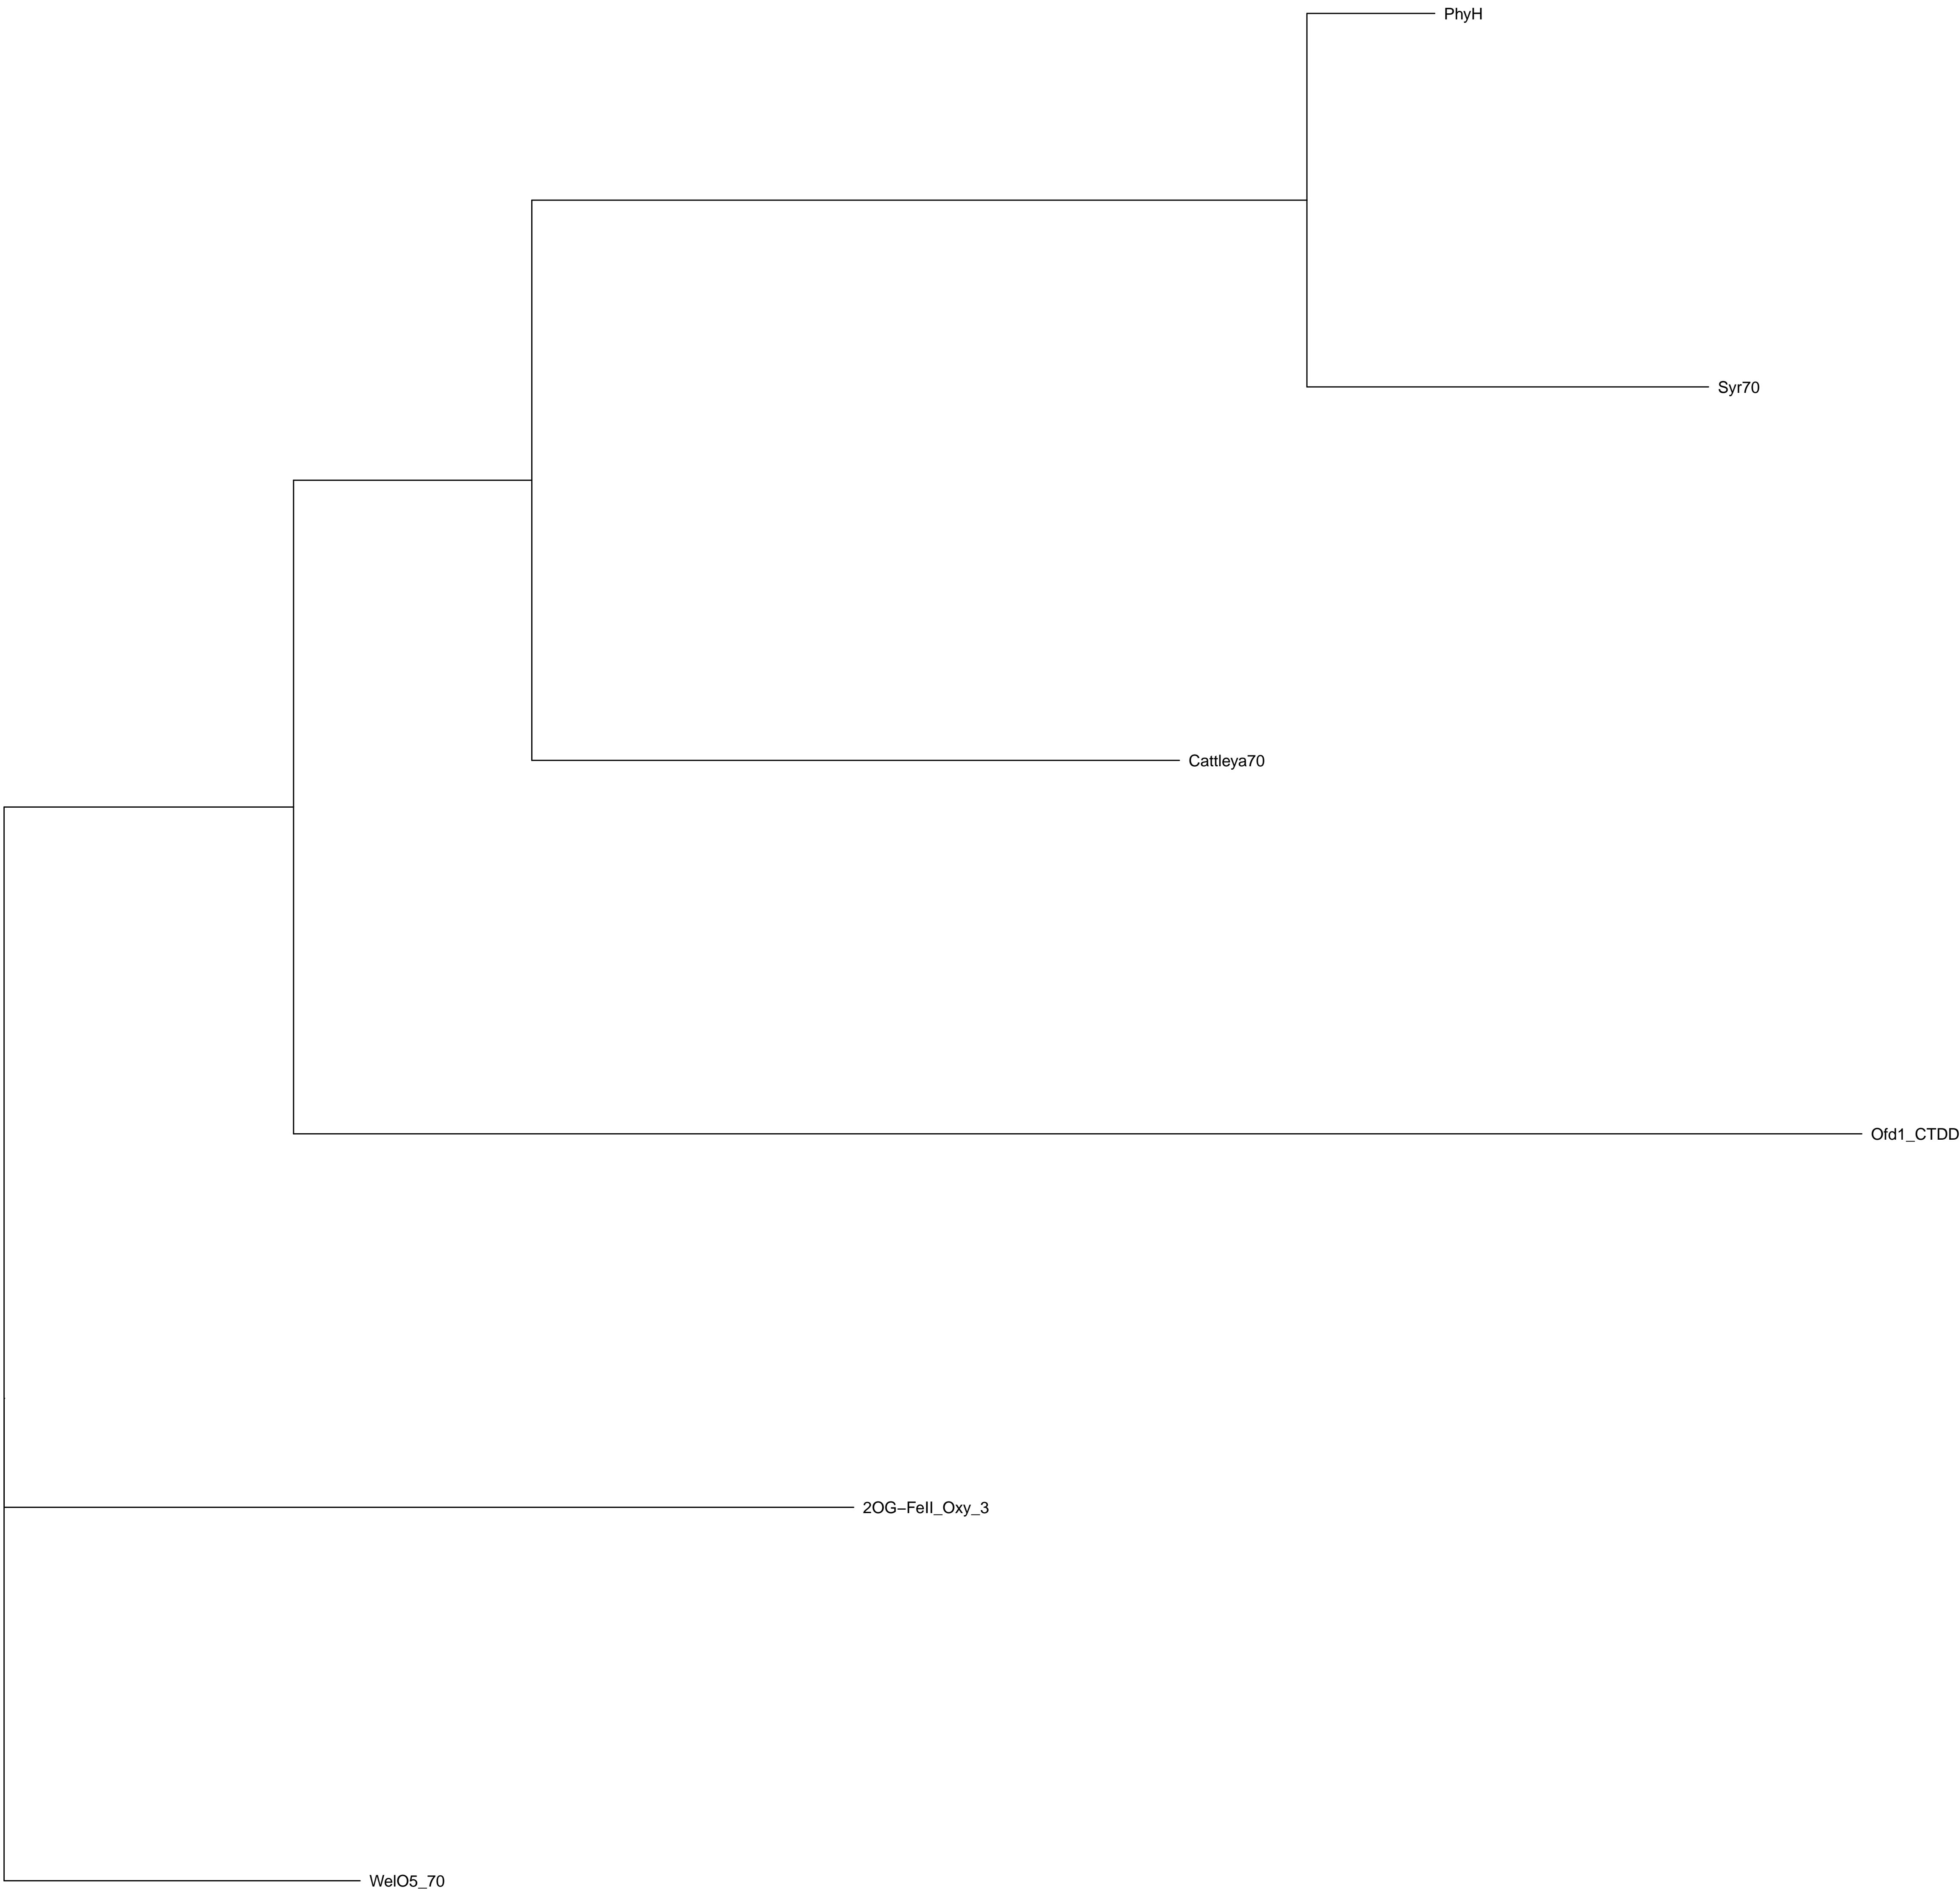 PhyH
Syr70
Cattleya70
Ofd1_CTDD
2OG−FeII_Oxy_3
WelO5_70